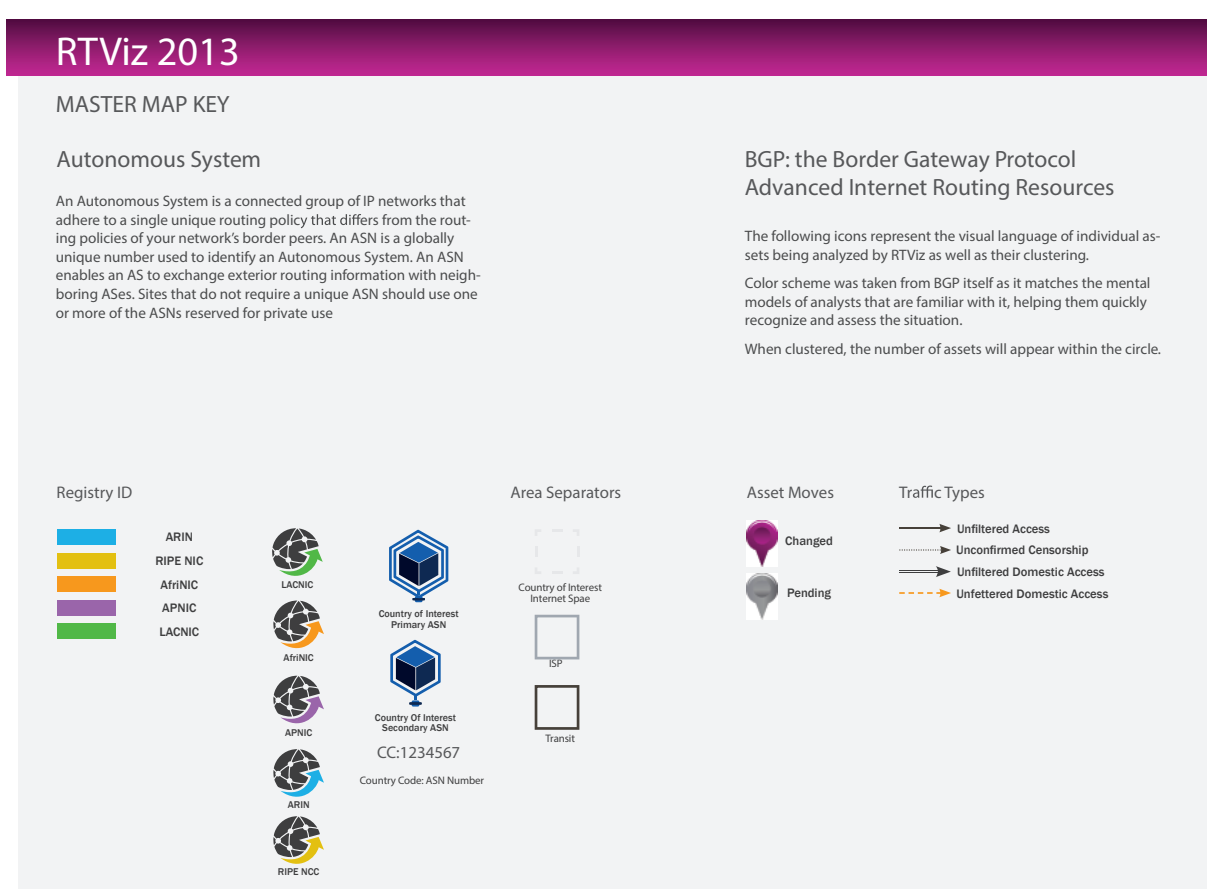 RTViz 2013
MASTER MAP KEY
Autonomous System
An Autonomous System is a connected group of IP networks that
adhere to a single unique routing policy that differs from the rout-
ing policies of your network's border peers. An ASN is a globally
unique number used to identify an Autonomous System. An ASN
enables an AS to exchange exterior routing information with neigh-
boring ASes. Sites that do not require a unique ASN should use one
or more of the ASNs reserved for private use
BGP: the Border Gateway Protocol
Advanced Internet Routing Resources
The following icons represent the visual language of individual as-
sets being analyzed by RTViz as well as their clustering.
Color scheme was taken from BGP itself as it matches the mental
models of analysts that are familiar with it, helping them quickly
recognize and assess the situation.
When clustered, the number of assets will appear within the circle.
Registry ID
ARIN
RIPE NIC
AfriNIC
APNIC
LACNIC
LACNIC
AfriNIC
APNIC
ARIN
RIPE NCC
Country of Interest
Primary ASN
Country Of Interest
Secondary ASN
CC:1234567
Country Code: ASN Number
Area Separators
Country of Interest
Internet Spae
ISP
Transit
Asset Moves
Changed
Pending
Traffic Types
Unfiltered Access
Unconfirmed Censorship
Unfiltered Domestic Access
Unfettered Domestic Access